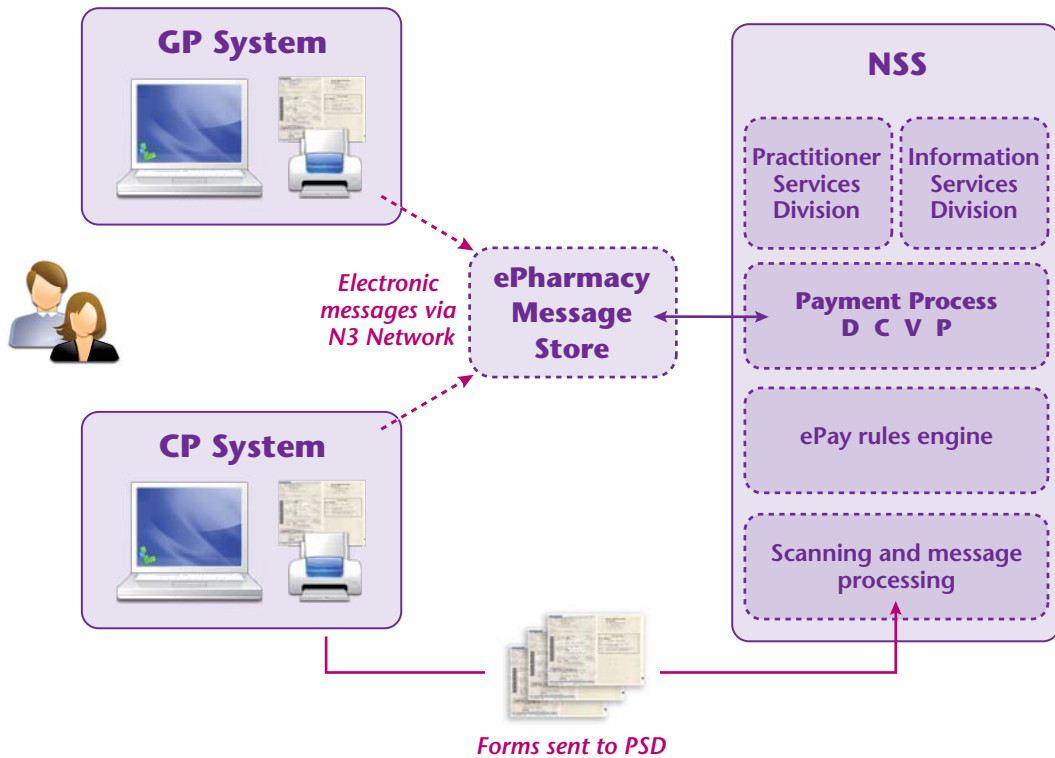 GP System
NSS
Practitioner
Services
Division
Information
Services
Division
Electronic
messages via
N3 Network
ePharmacy
Message
Store
Payment Process
D C V P
CP System
ePay rules engine
Scanning and message
processing
Forms sent to PSD